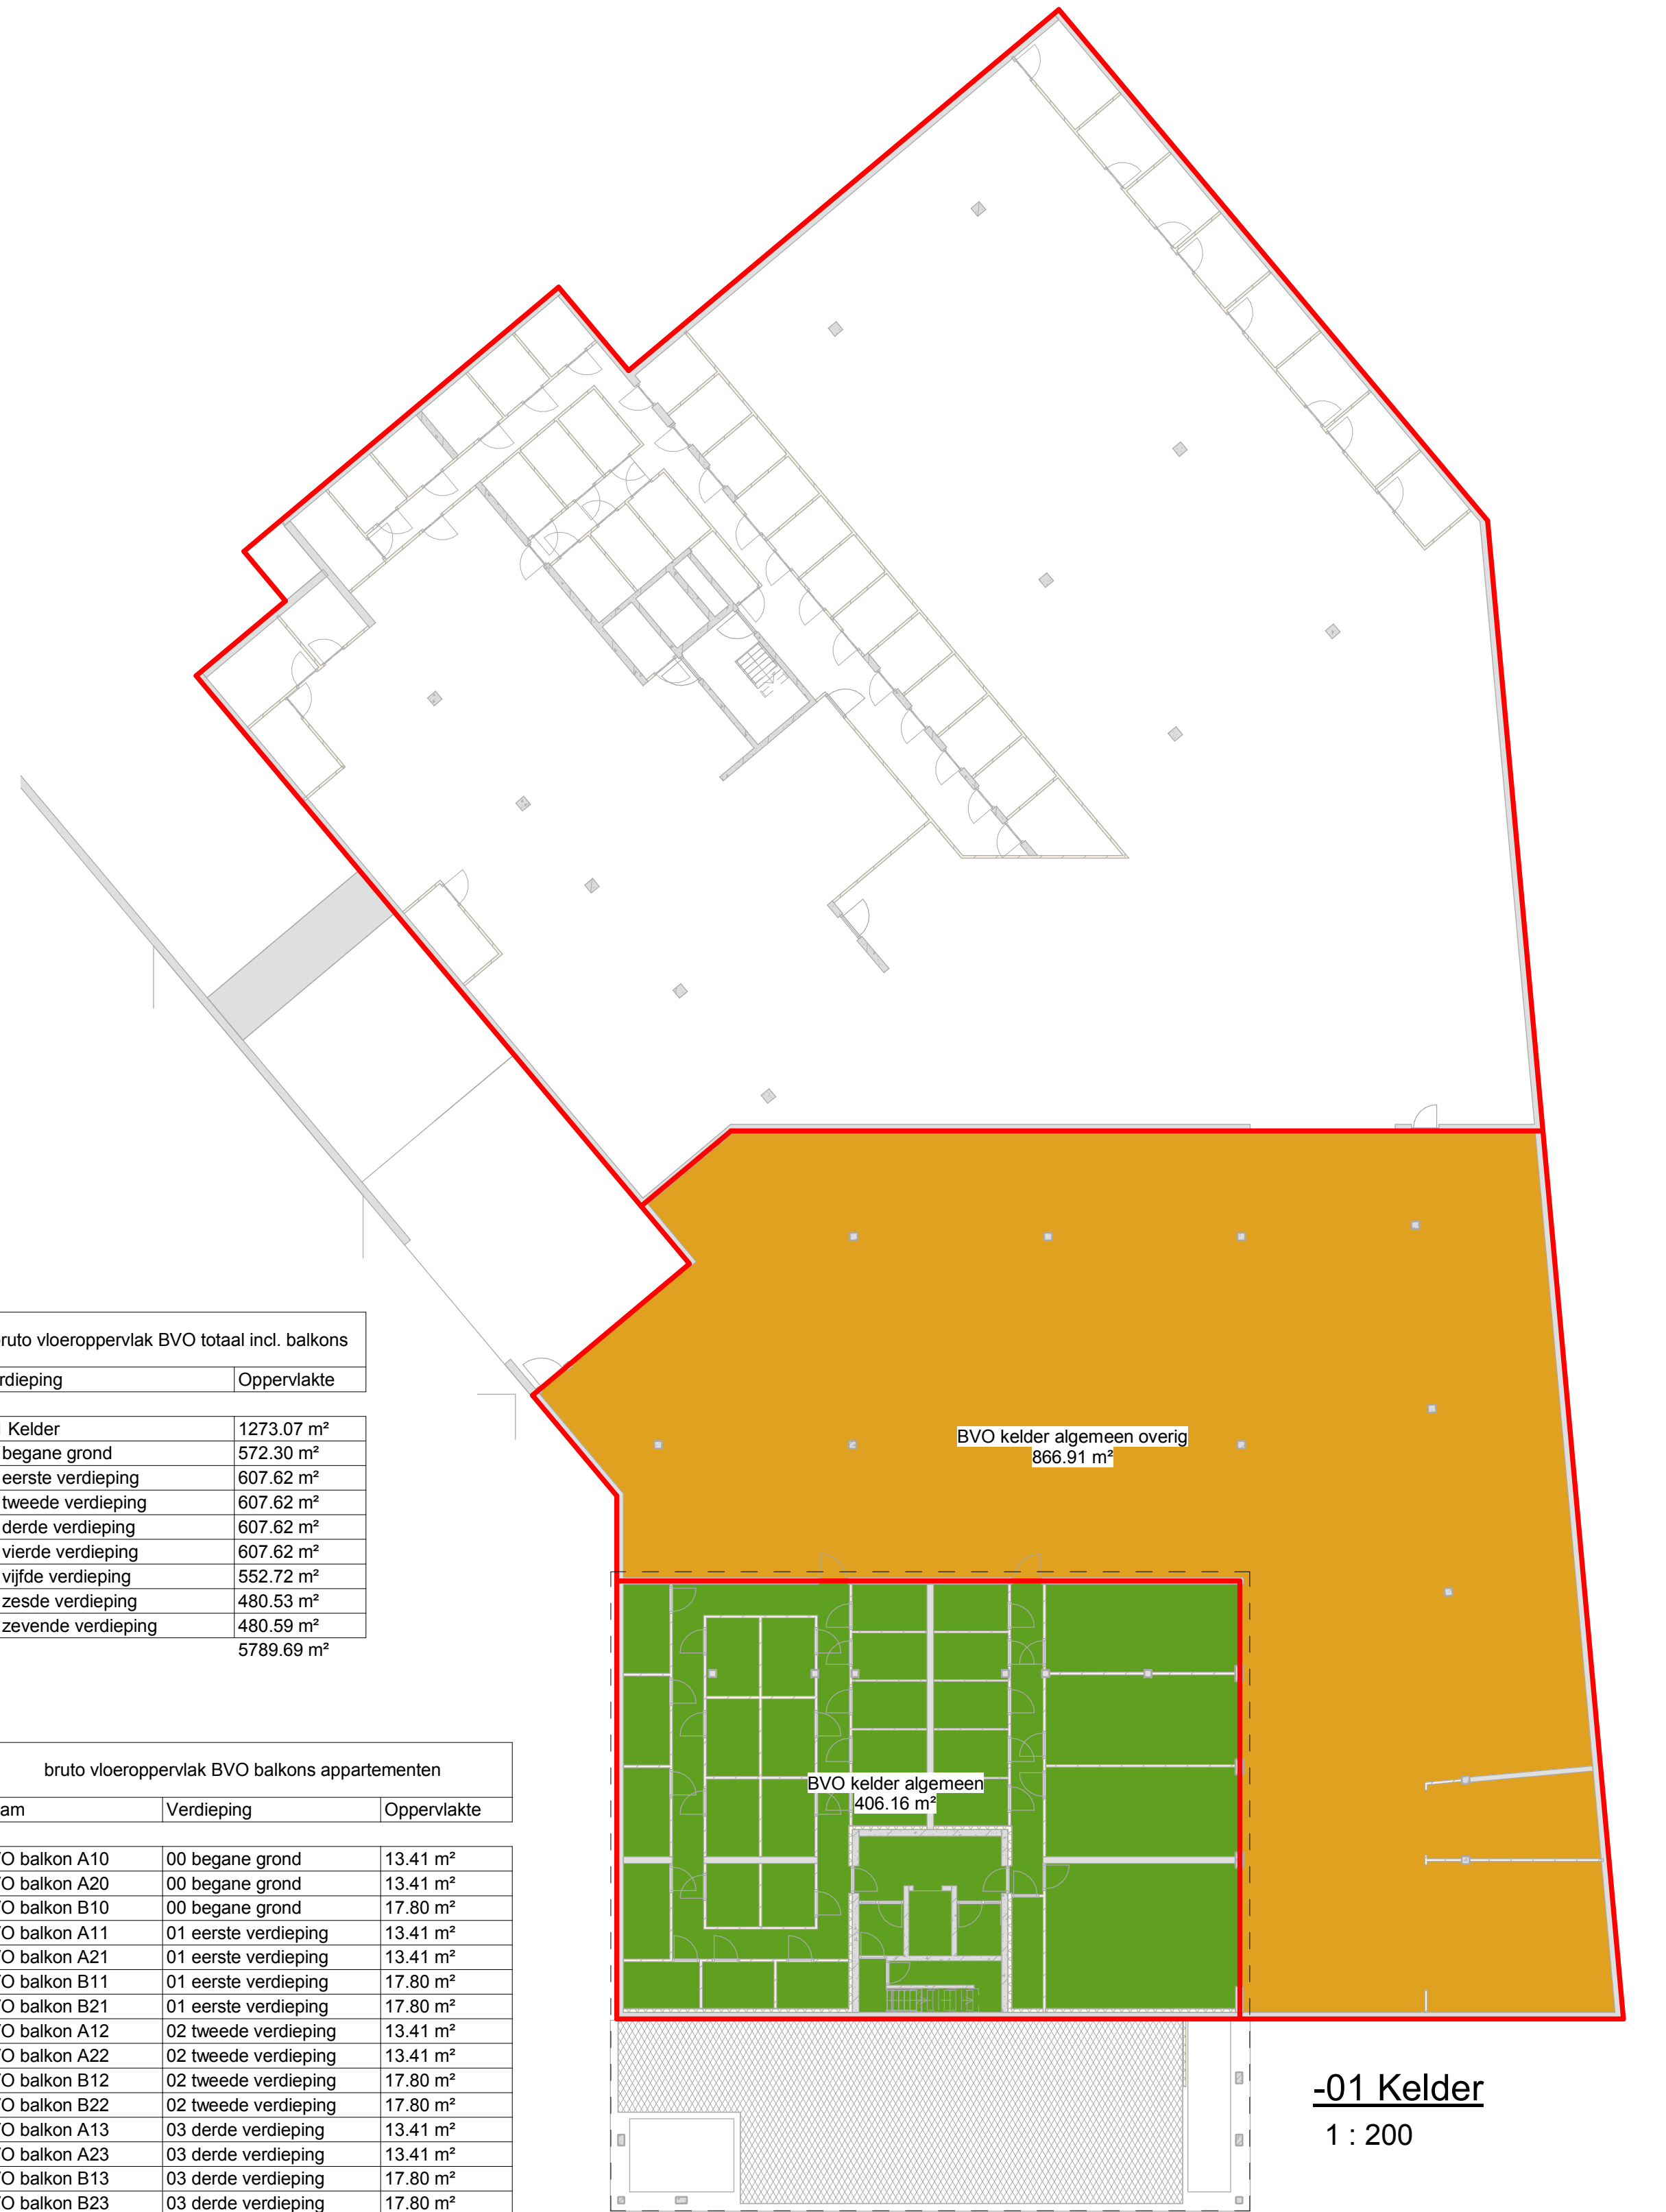 ruto vloeroppervlak BVO totaal incl. balkons
rdieping Oppervlakte
Kelder 1273.07 m²
begane grond 572.30 m²
eerste verdieping 607.62 m²
tweede verdieping 607.62 m²
derde verdieping 607.62 m²
vierde verdieping 607.62 m²
vijfde verdieping 552.72 m²
zesde verdieping 480.53 m²
zevende verdieping 480.59 m²
5789.69 m²
bruto vloeroppervlak BVO balkons appartementen
am Verdieping Oppervlakte
O balkon A10 00 begane grond 13.41 m²
O balkon A20 00 begane grond 13.41 m²
O balkon B10 00 begane grond 17.80 m²
O balkon A11 01 eerste verdieping 13.41 m²
O balkon A21 01 eerste verdieping 13.41 m²
O balkon B11 01 eerste verdieping 17.80 m²
O balkon B21 01 eerste verdieping 17.80 m²
O balkon A12 02 tweede verdieping 13.41 m²
O balkon A22 02 tweede verdieping 13.41 m²
O balkon B12 02 tweede verdieping 17.80 m²
O balkon B22 02 tweede verdieping 17.80 m²
O balkon A13 03 derde verdieping 13.41 m²
O balkon A23 03 derde verdieping 13.41 m²
O balkon B13 03 derde verdieping 17.80 m²
O balkon B23 03 derde verdieping 17.80 m²
BVO kelder algemeen overig
866.91 m²
BVO kelder algemeen
406.16 m²
-01 Kelder
1 : 200